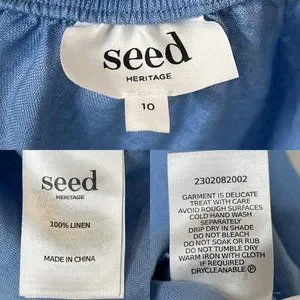 seed
HERITAGE
10
seed
HERITAGE
100% LINEN
MADE IN CHINA
2302082002
GARMENT IS DELICATE
TREAT WITH CARE
AVOID ROUGH SURFACES
COLD HAND WASH
SEPARATELY
DRIP DRY IN SHADE
DO NOT BLEACH
DO NOT SOAK OR RUB
DO NOT TUMBLE DRY
WARM IRON WITH CLOTH
IF REQUIRED
DRYCLEANABLE Ⓟ